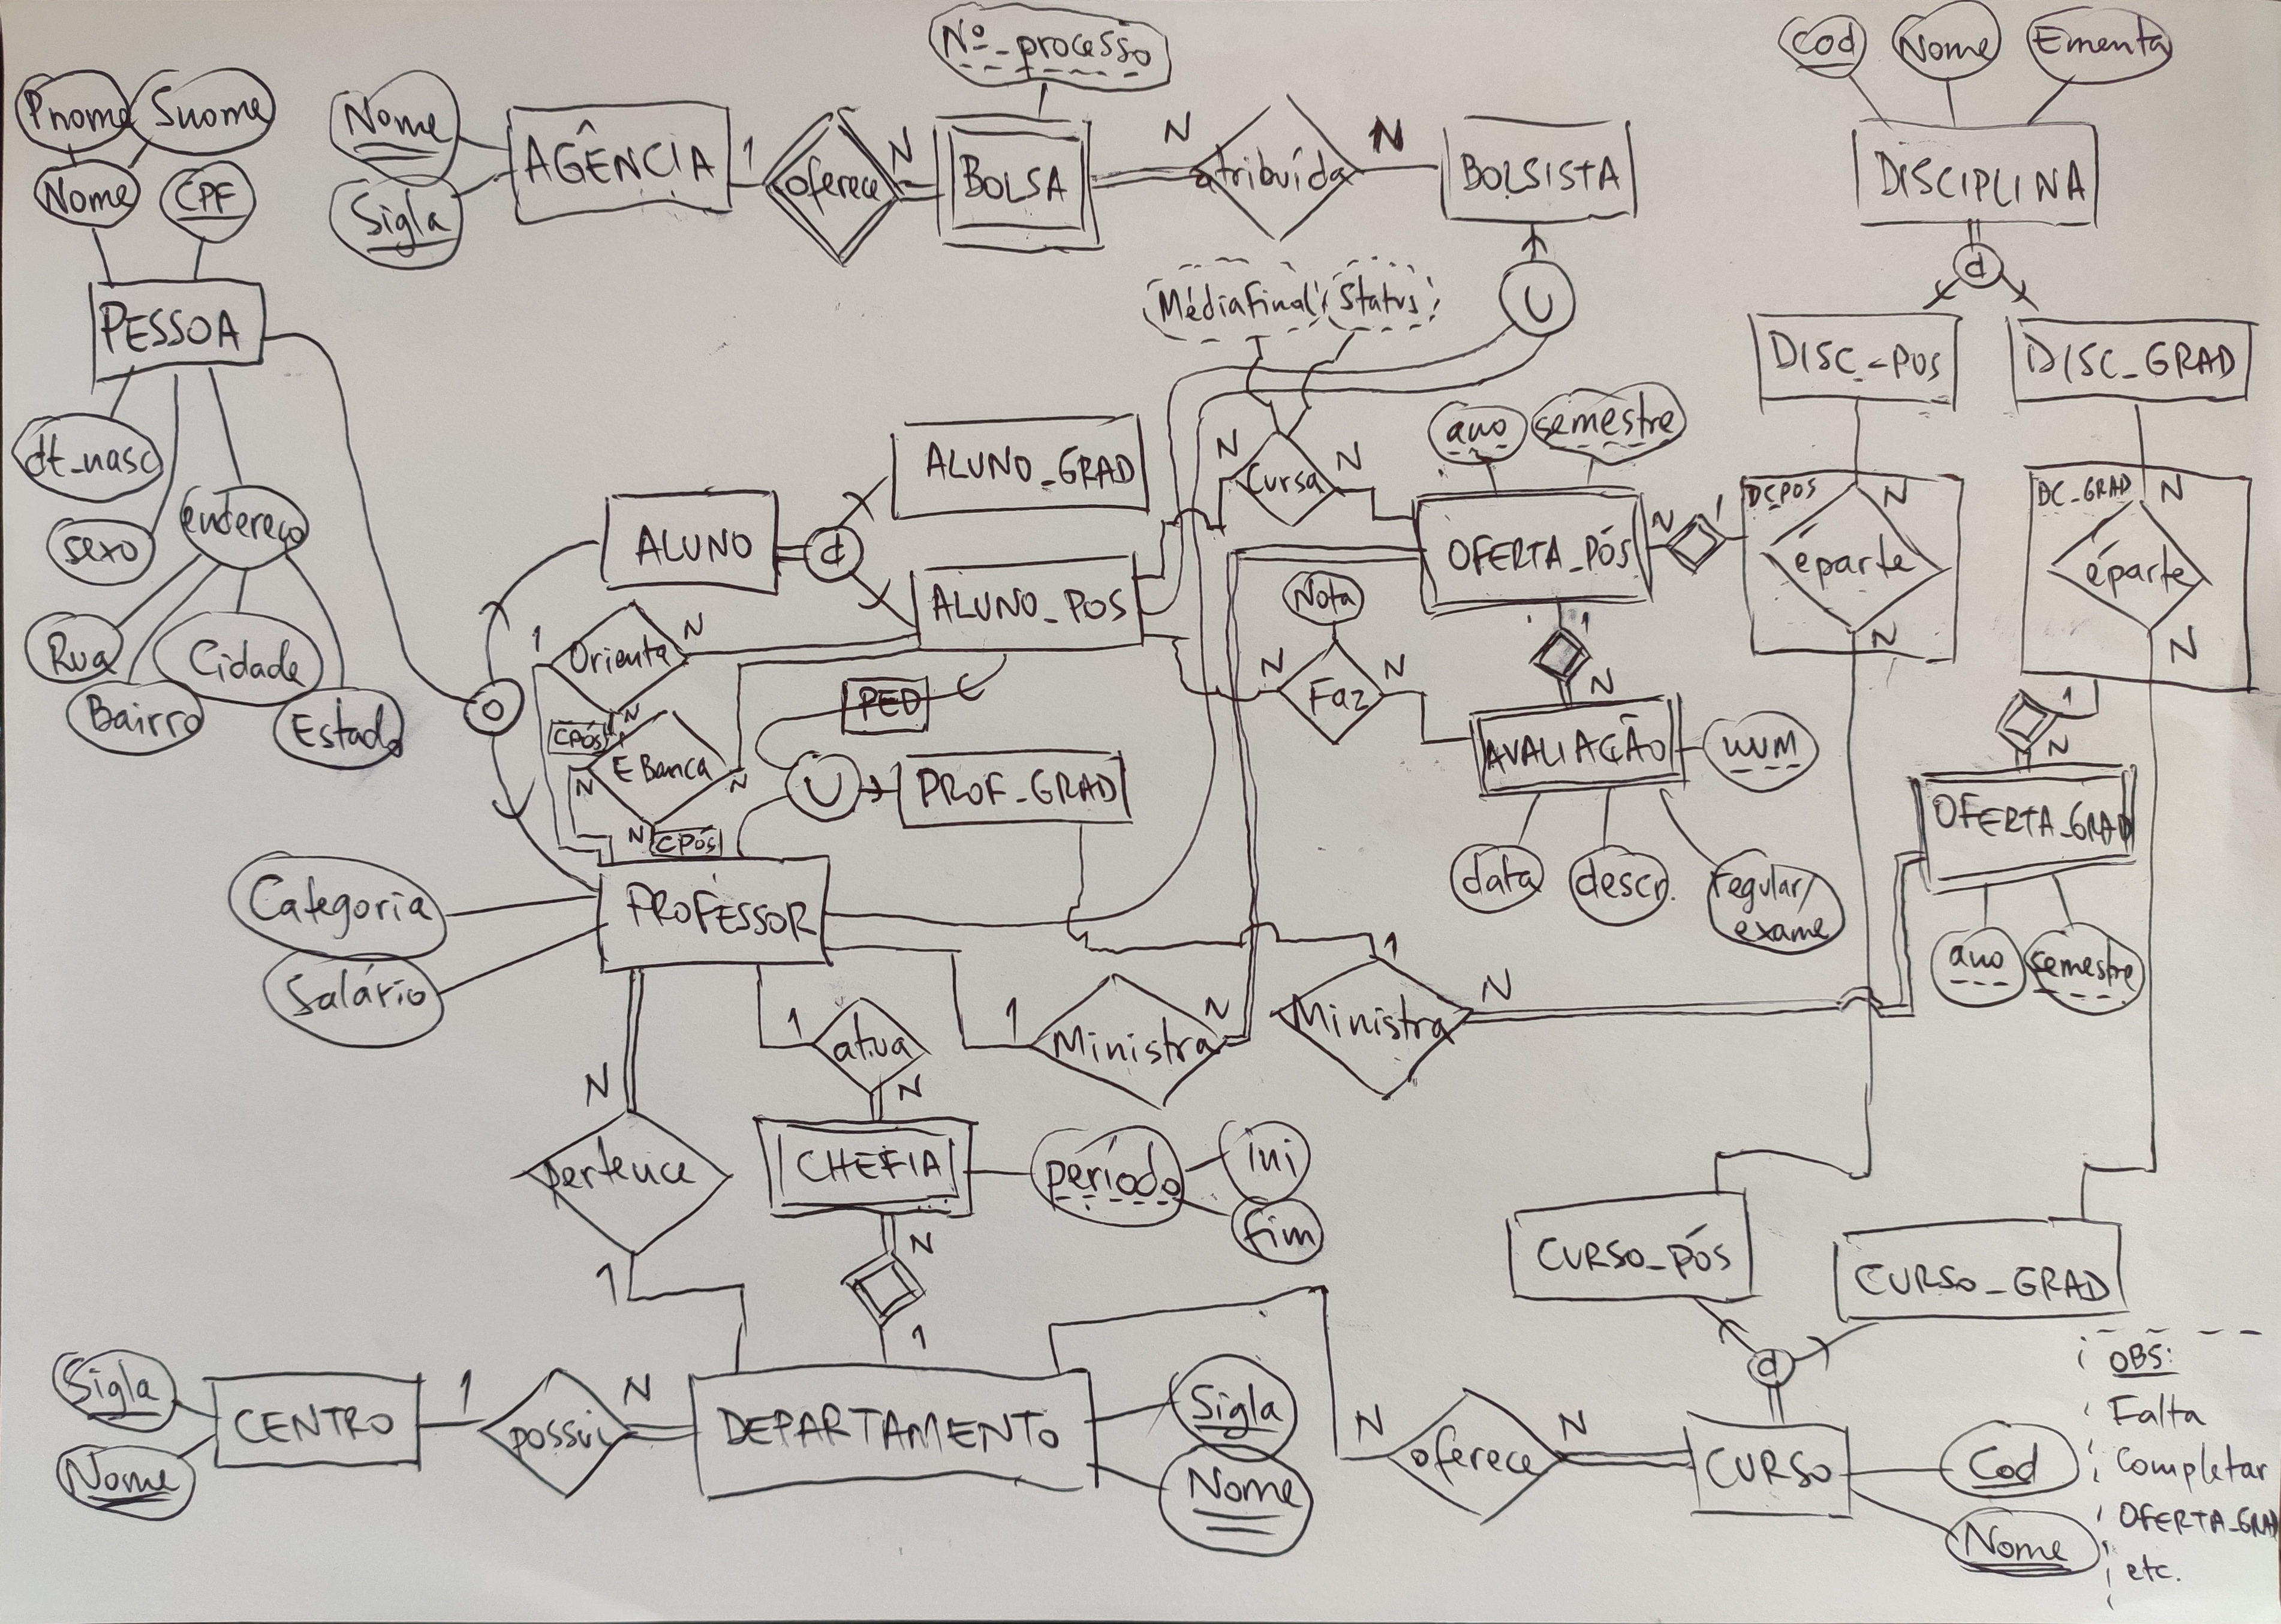 Nº_processo
Cod
Nome
Ementa
Pnome
Snome
Nome
CPF
Nome
Sigla
AGÊNCIA
1
oferece
N
BOLSA
N
atribuída
N
BOLSISTA
DISCIPLINA
d
PESSOA
MédiaFinal
Status
U
DISC_POS
DISC_GRAD
dt_nasc
sexo
endereço
Rua
Bairro
Cidade
Estado
ALUNO_GRAD
ALUNO
d
ALUNO_POS
N
Cursa
N
ano
semestre
OFERTA_PÓS
N
1
DCPOS
N
éparte
N
DC_GRAD
N
éparte
N
1
Orienta
N
o
CPÓS
N
N
E Banca
N
N
CPÓS
PED
U
PROF_GRAD
Nota
N
Faz
N
1
N
AVALIAÇÃO
NUM
data
descr.
regular/
exame
1
N
OFERTA_GRAD
ano
semestre
Categoria
Salário
PROFESSOR
1
atua
N
1
Ministra
N
1
Ministra
N
N
pertence
1
CHEFIA
período
ini
fim
N
1
CURSO_PÓS
CURSO_GRAD
d
Sigla
Nome
CENTRO
1
possui
N
DEPARTAMENTO
Sigla
Nome
N
oferece
N
CURSO
Cod
Nome
OBS:
Falta
Completar
OFERTA_GRAD
etc.